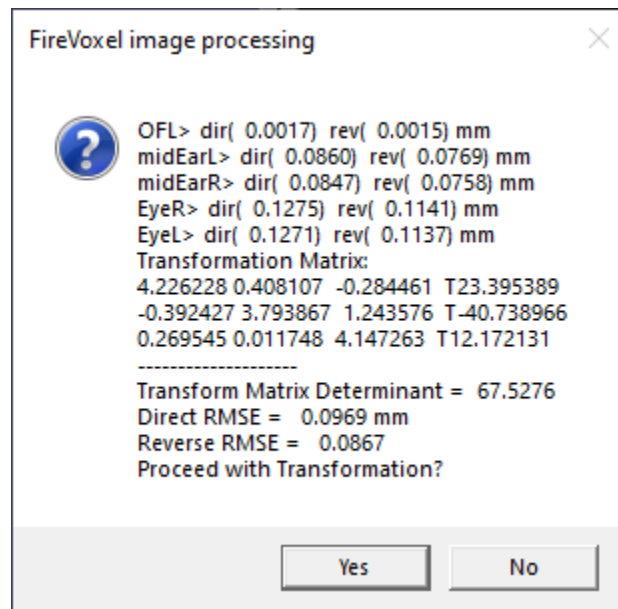 FireVoxel image processing
OFL> dir( 0.0017) rev( 0.0015) mm
midEarL> dir( 0.0860) rev( 0.0769) mm
midEarR> dir( 0.0847) rev( 0.0758) mm
EyeR> dir( 0.1275) rev( 0.1141) mm
EyeL> dir( 0.1271) rev( 0.1137) mm
Transformation Matrix:
4.226228 0.408107 -0.284461 T23.395389
-0.392427 3.793867 1.243576 T-40.738966
0.269545 0.011748 4.147263 T12.172131
--------------------
Transform Matrix Determinant = 67.5276
Direct RMSE = 0.0969 mm
Reverse RMSE = 0.0867
Proceed with Transformation?
Yes No